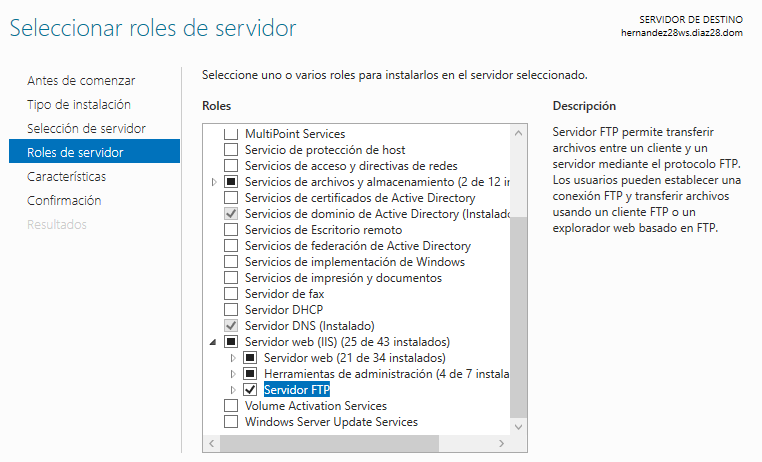 Seleccionar roles de servidor
SERVIDOR DE DESTINO
hernandez28ws.diaz28.dom
Antes de comenzar
Tipo de instalación
Selección de servidor
Roles de servidor
Características
Confirmación
Resultados
Seleccione uno o varios roles para instalarlos en el servidor seleccionado.
Roles
MultiPoint Services
Servicio de protección de host
Servicios de acceso y directivas de redes
Servicios de archivos y almacenamiento (2 de 12 in
Servicios de certificados de Active Directory
Servicios de dominio de Active Directory (Instalado
Servicios de Escritorio remoto
Servicios de federación de Active Directory
Servicios de implementación de Windows
Servicios de impresión y documentos
Servidor de fax
Servidor DHCP
Servidor DNS (Instalado)
Servidor web (IIS) (25 de 43 instalados)
Servidor web (21 de 34 instalados)
Herramientas de administración (4 de 7 instala
Servidor FTP
Volume Activation Services
Windows Server Update Services
Descripción
Servidor FTP permite transferir
archivos entre un cliente y un
servidor mediante el protocolo FTP.
Los usuarios pueden establecer una
conexión FTP y transferir archivos
usando un cliente FTP o un
explorador web basado en FTP.